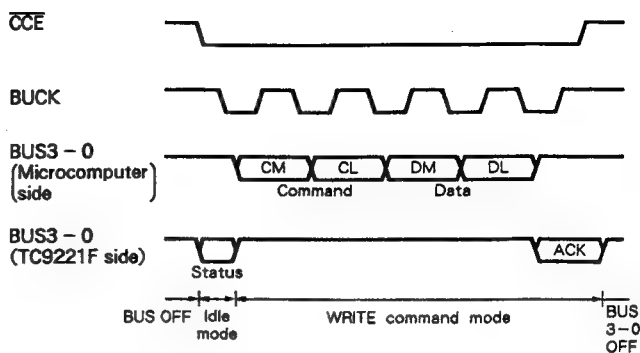 CCE
BUCK
BUS3 - 0
(Microcomputer side)
CM CL DM DL
Command Data
BUS3 - 0
(TC9221F side)
Status
ACK
BUS OFF
Idle mode
WRITE command mode
BUS 3-0 OFF